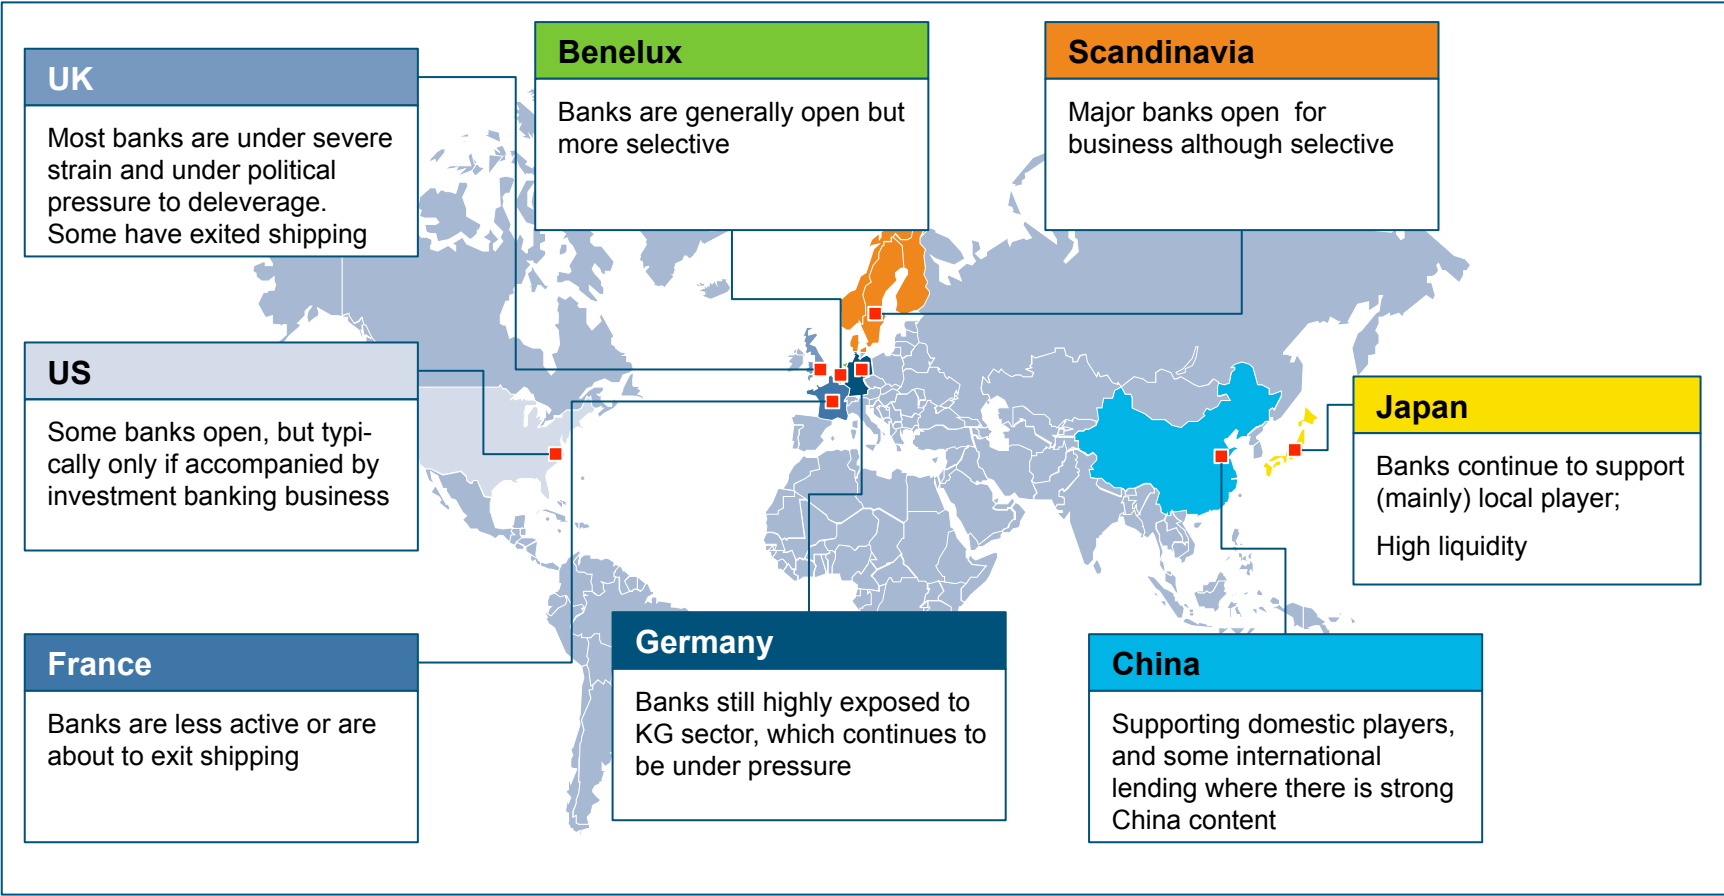 UK
Most banks are under severe
strain and under political
pressure to deleverage.
Some have exited shipping
Benelux
Banks are generally open but
more selective
Scandinavia
Major banks open for
business although selective
US
Some banks open, but typi-
cally only if accompanied by
investment banking business
Japan
Banks continue to support
(mainly) local player;
High liquidity
France
Banks are less active or are
about to exit shipping
Germany
Banks still highly exposed to
KG sector, which continues to
be under pressure
China
Supporting domestic players,
and some international
lending where there is strong
China content